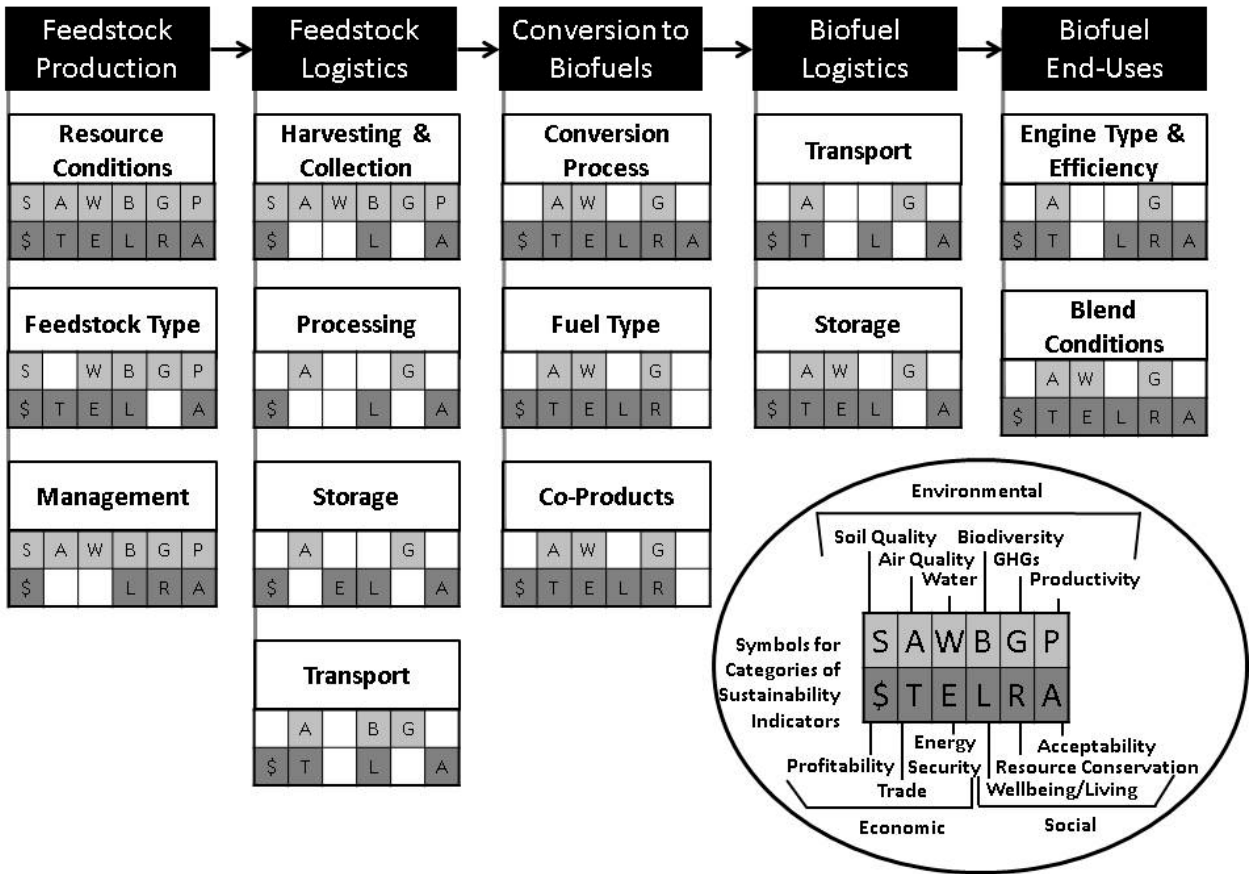 Feedstock
Production
Feedstock
Logistics
Conversion to
Biofuels
Biofuel
Logistics
Biofuel
End-Uses
Resource
Conditions
S A W B G P
$ T E L R A
Feedstock Type
S W B G P
$ T E L A
Management
S A W B G P
$ L R A
Harvesting &
Collection
S A W B G P
$ L A
Processing
A G
$ L A
Storage
A G
$ E L A
Transport
A B G
$ T L A
Conversion
Process
A W G
$ T E L R A
Fuel Type
A W G
$ T E L R
Co-Products
A W G
$ T E L R
Transport
A G
$ T L A
Storage
A W G
$ T E L A
Engine Type &
Efficiency
A G
$ T L R A
Blend
Conditions
A W G
$ T E L R A
Environmental
Soil Quality Biodiversity
Air Quality GHGs
Water Productivity
S A W B G P
$ T E L R A
Symbols for
Categories of
Sustainability
Indicators
Energy Acceptability
Profitability Security Resource Conservation
Trade Wellbeing/Living
Economic Social